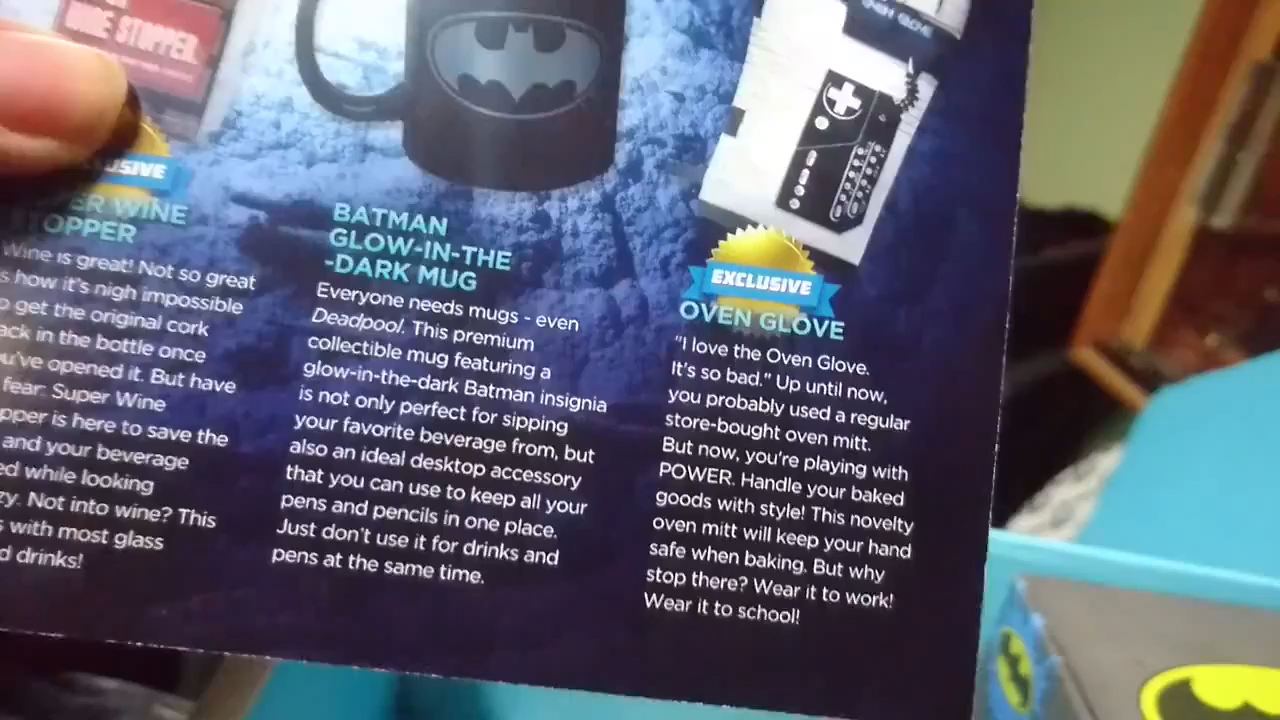 WINE STOPPER
OVEN GLOVE
USIVE
ER WINE
TOPPER
Wine is great! Not so great
s how it's nigh impossible
o get the original cork
ack in the bottle once
u've opened it. But have
fear. Super Wine
pper is here to save the
and your beverage
ed while looking
zy. Not into wine? This
s with most glass
d drinks!
BATMAN
GLOW-IN-THE
-DARK MUG
Everyone needs mugs - even
Deadpool. This premium
collectible mug featuring a
glow-in-the-dark Batman insignia
is not only perfect for sipping
your favorite beverage from, but
also an ideal desktop accessory
that you can use to keep all your
pens and pencils in one place.
Just don't use it for drinks and
pens at the same time.
EXCLUSIVE
OVEN GLOVE
"I love the Oven Glove.
It's so bad." Up until now,
you probably used a regular
store-bought oven mitt.
But now, you're playing with
POWER. Handle your baked
goods with style! This novelty
oven mitt will keep your hand
safe when baking. But why
stop there? Wear it to work!
Wear it to school!